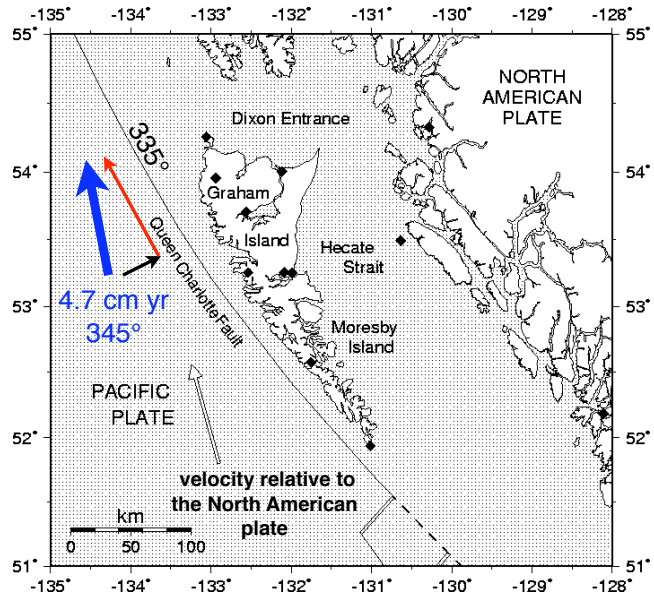 -135° -134° -133° -132° -131° -130° -129° -128°
55° 55°
NORTH
AMERICAN
PLATE
Dixon Entrance
335°
54° 54°
Graham
Island
Queen Charlotte Fault
Hecate
Strait
4.7 cm yr
345°
53° 53°
Moresby
Island
PACIFIC
PLATE
52° 52°
velocity relative to
the North American
plate
km
0 50 100
51° 51°
-135° -134° -133° -132° -131° -130° -129° -128°